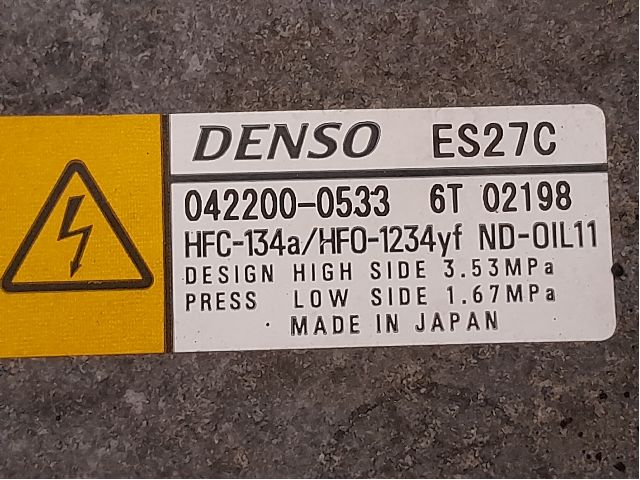 DENSO ES27C
042200-0533 6T 02198
HFC-134a/HFO-1234yf ND-OIL11
DESIGN HIGH SIDE 3.53MPa
PRESS LOW SIDE 1.67MPa
MADE IN JAPAN